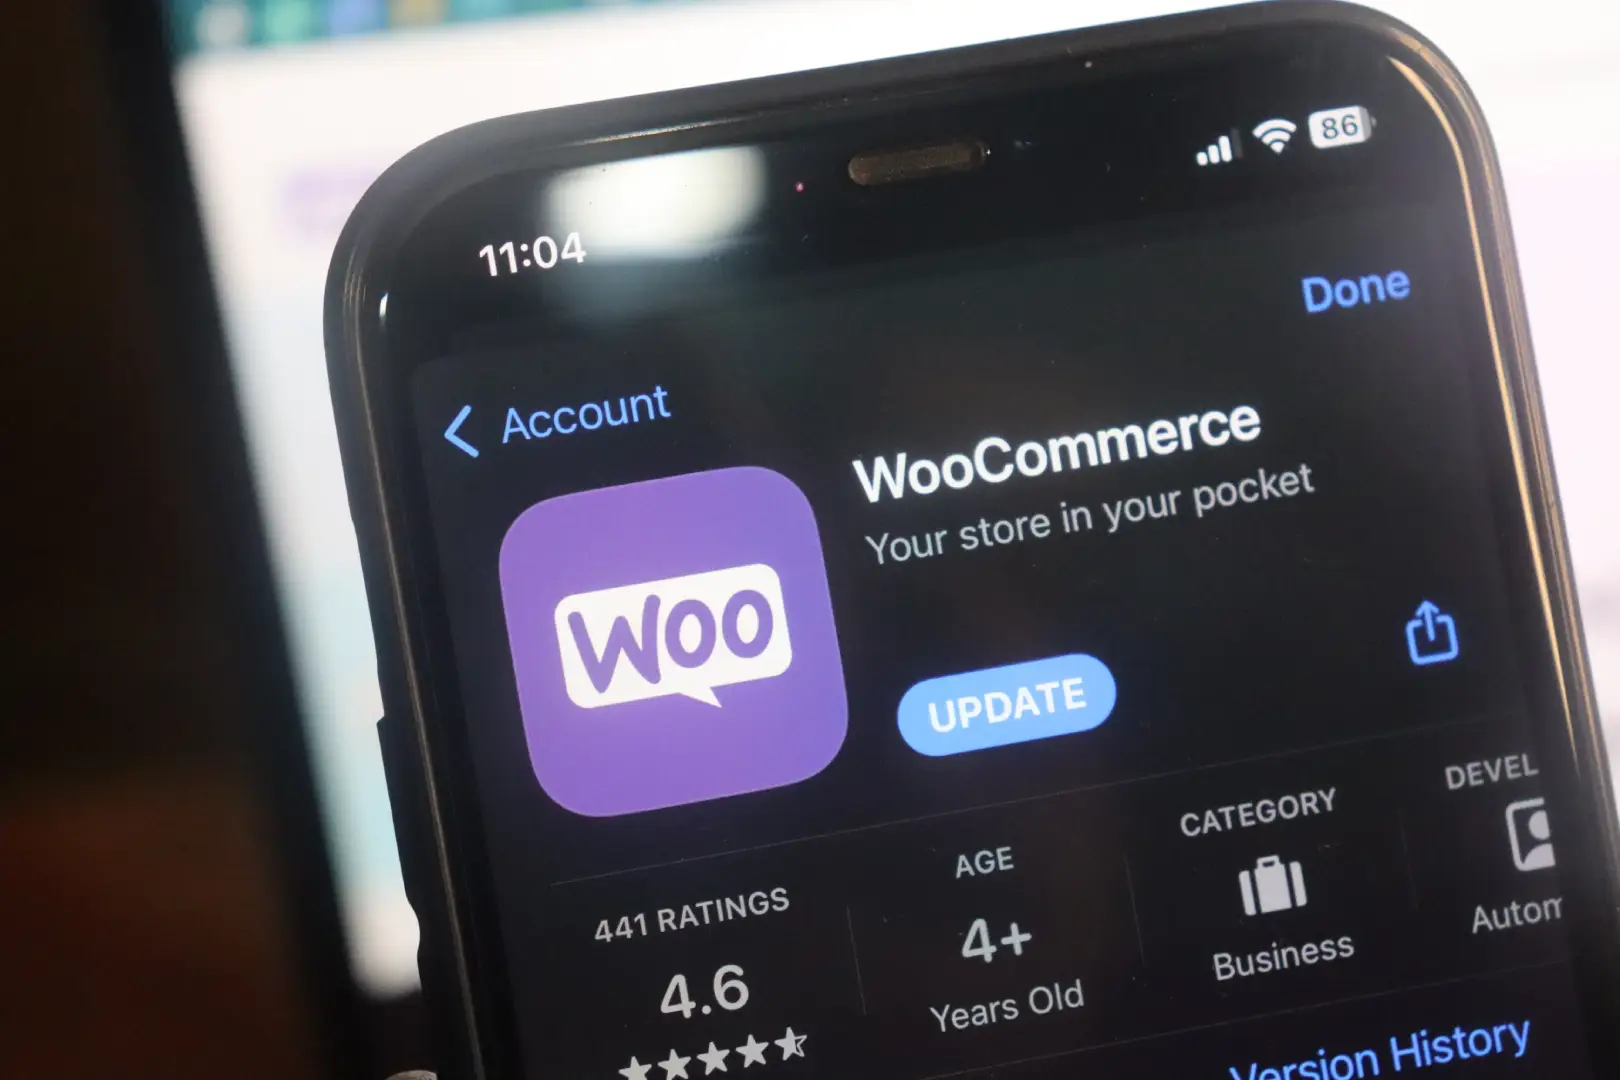 11:04
86
Done
Account
WooCommerce
Your store in your pocket
WOO
UPDATE
441 RATINGS
4.6
AGE
4+
Years Old
CATEGORY
Business
DEVEL
Autom
Version History